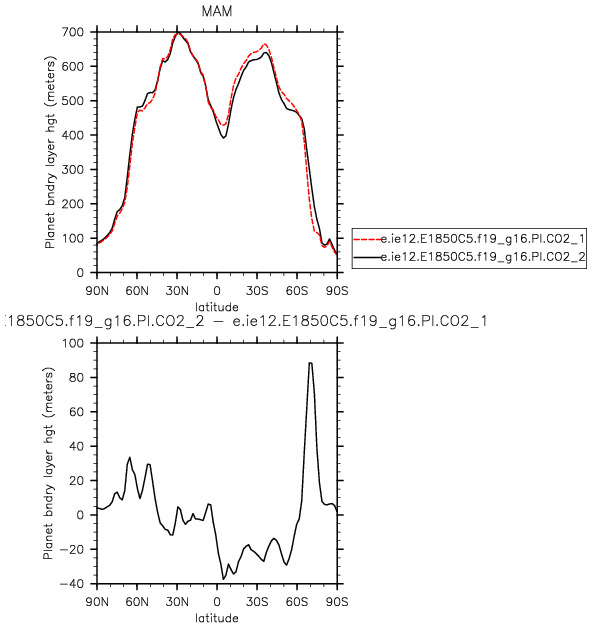 MAM
700
600
500
400
300
200
100
0
Planet bndry layer hgt (meters)
90N 60N 30N 0 30S 60S 90S
latitude
e.ie12.E1850C5.f19_g16.PI.CO2_1
e.ie12.E1850C5.f19_g16.PI.CO2_2
.1850C5.f19_g16.PI.CO2_2 − e.ie12.E1850C5.f19_g16.PI.CO2_1
100
80
60
40
20
0
−20
−40
Planet bndry layer hgt (meters)
90N 60N 30N 0 30S 60S 90S
latitude